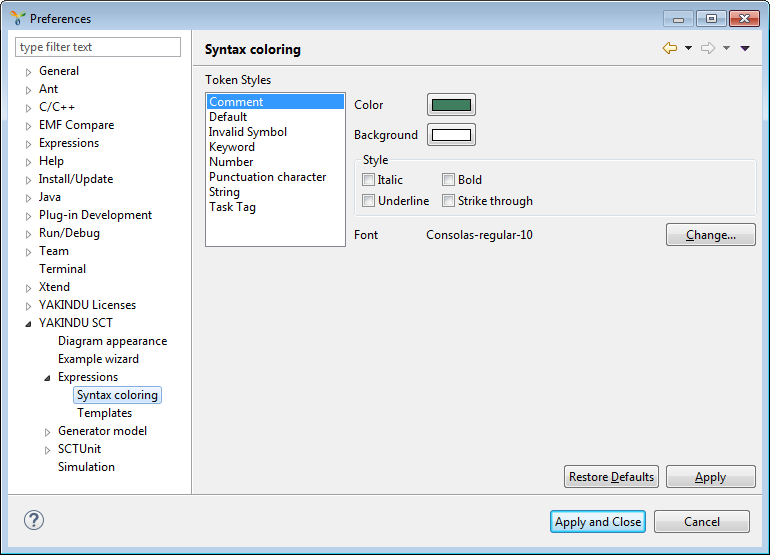 Preferences
type filter text
General
Ant
C/C++
EMF Compare
Expressions
Help
Install/Update
Java
Plug-in Development
Run/Debug
Team
Terminal
Xtend
YAKINDU Licenses
YAKINDU SCT
Diagram appearance
Example wizard
Expressions
Syntax coloring
Templates
Generator model
SCTUnit
Simulation
Syntax coloring
Token Styles
Comment
Default
Invalid Symbol
Keyword
Number
Punctuation character
String
Task Tag
Color
Background
Style
Italic Bold
Underline Strike through
Font Consolas-regular-10 Change...
Restore Defaults Apply
? Apply and Close Cancel